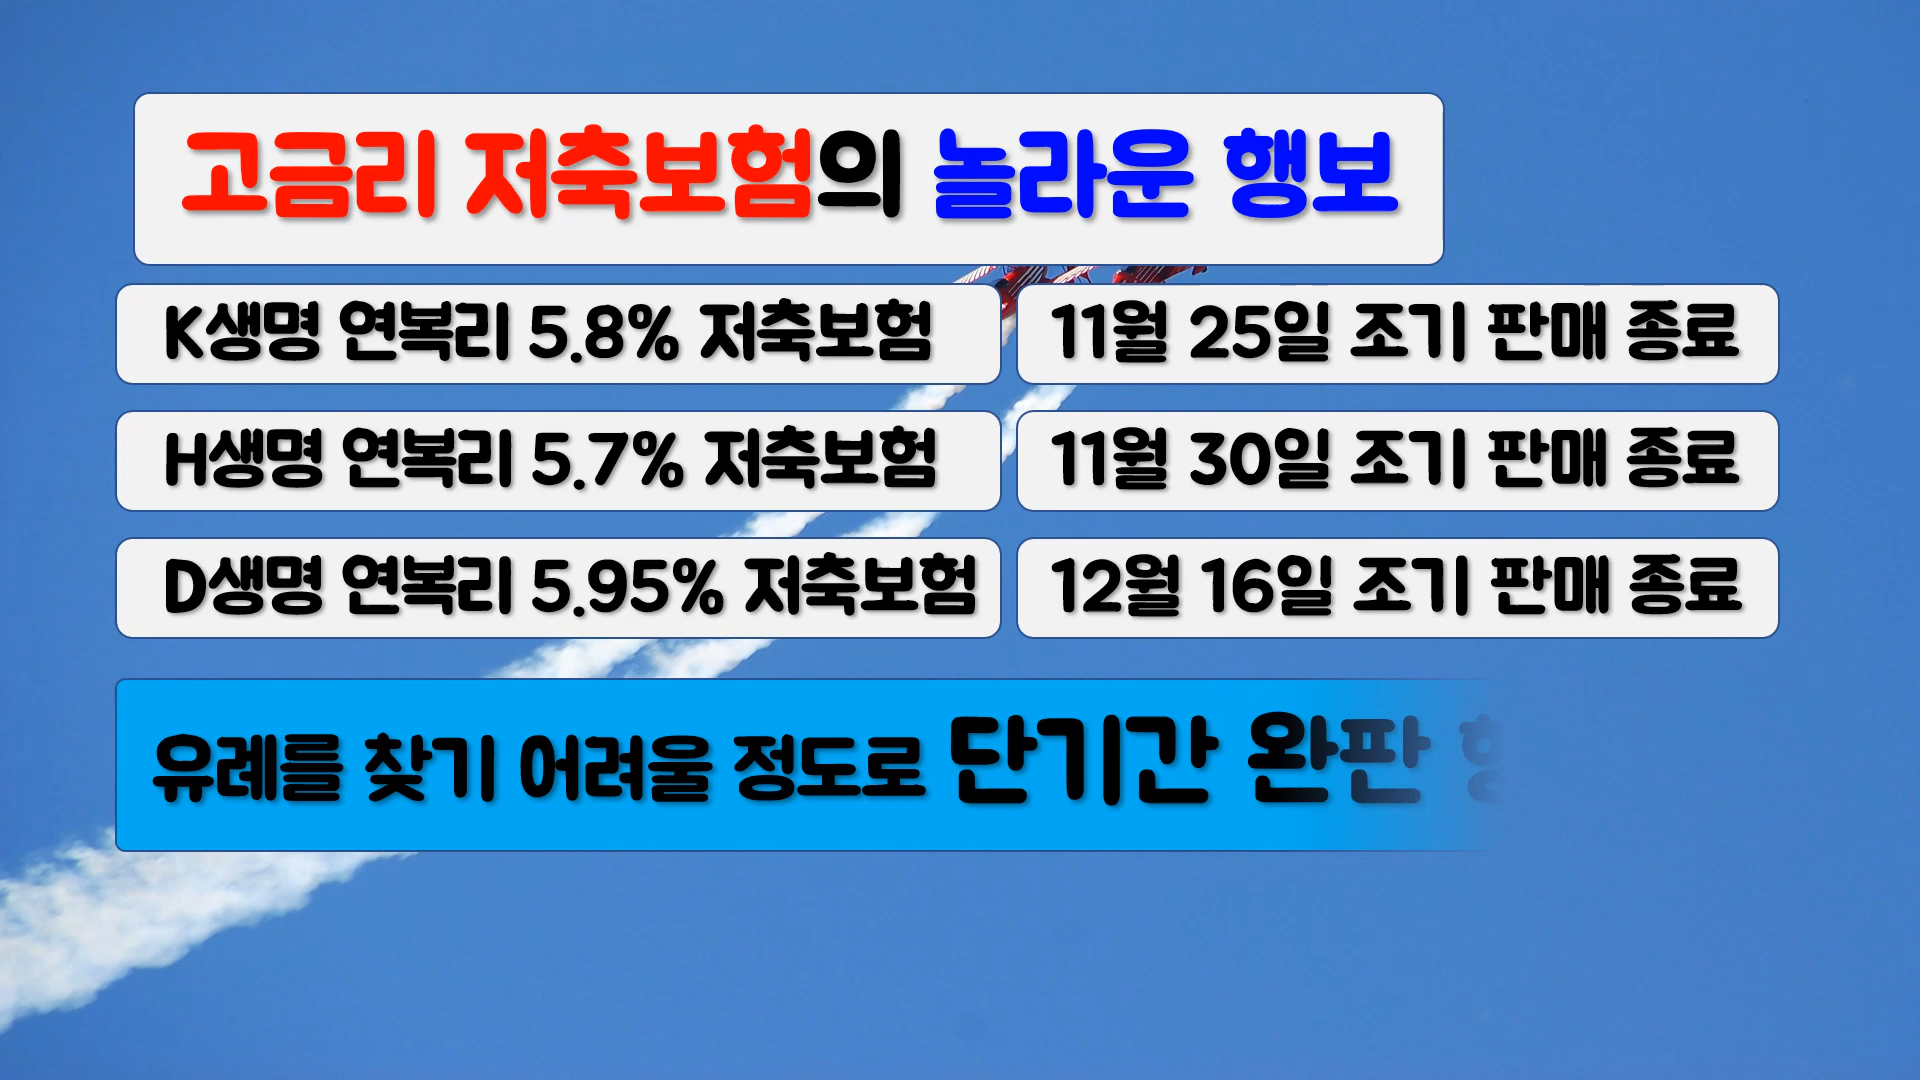 고금리 저축보험의 놀라운 행보
K생명 연복리 5.8% 저축보험
11월 25일 조기 판매 종료
H생명 연복리 5.7% 저축보험
11월 30일 조기 판매 종료
D생명 연복리 5.95% 저축보험
12월 16일 조기 판매 종료
유례를 찾기 어려울 정도로 단기간 완판